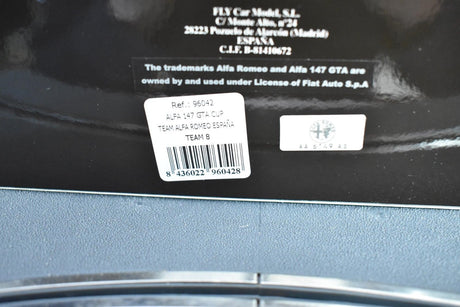 FLY Car Model, S.L.
C/ Monte Alto, nº24
28223 Pozuelo de Alarcón (Madrid)
ESPAÑA
C.I.F. B-81410672
The trademarks Alfa Romeo and Alfa 147 GTA are
owned by and used under License of Fiat Auto S.p.A
Ref.: 96042
ALFA 147 GTA CUP
TEAM ALFA ROMEO ESPAÑA
TEAM B
8 436022 960428